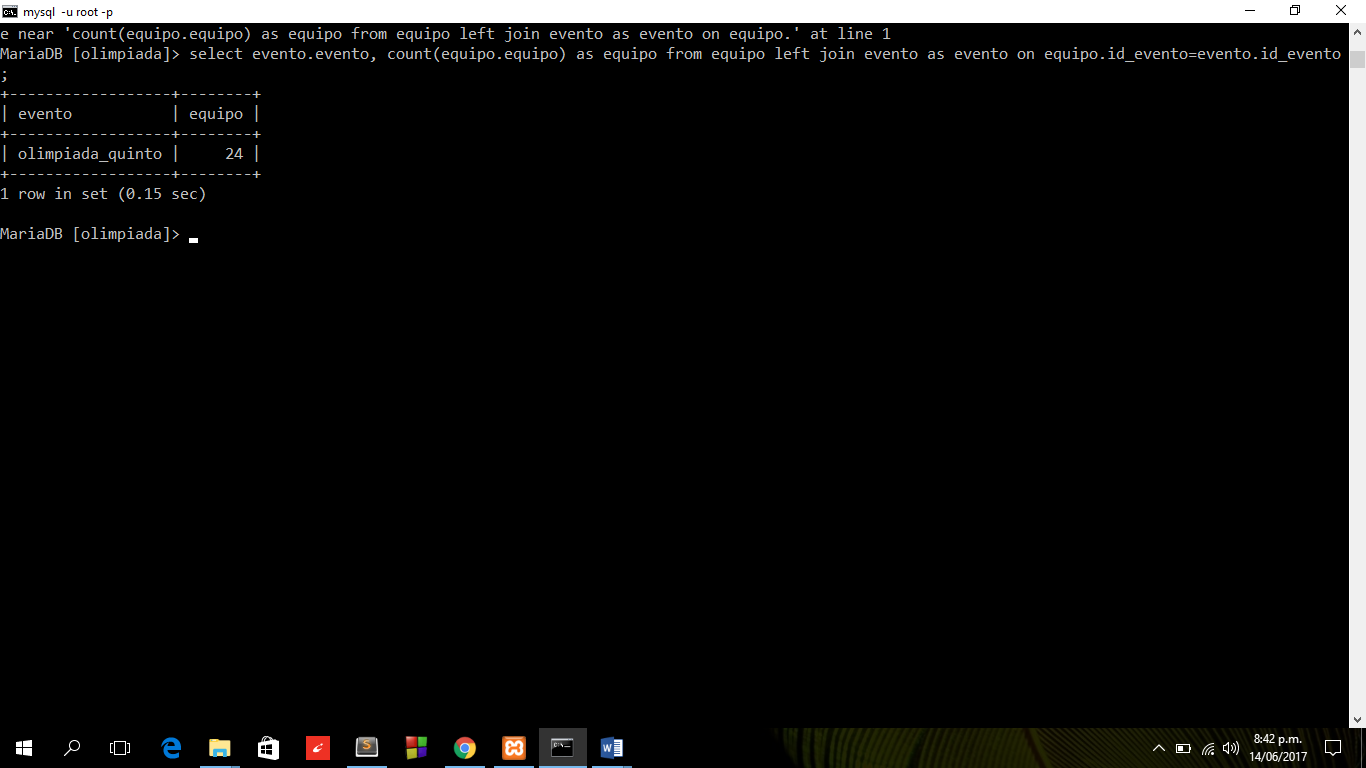 mysql -u root -p
e near 'count(equipo.equipo) as equipo from equipo left join evento as evento on equipo.' at line 1
MariaDB [olimpiada]> select evento.evento, count(equipo.equipo) as equipo from equipo left join evento as evento on equipo.id_evento=evento.id_evento
;
+------------------+--------+
| evento           | equipo |
+------------------+--------+
| olimpiada_quinto |     24 |
+------------------+--------+
1 row in set (0.15 sec)
MariaDB [olimpiada]>
8:42 p.m.
14/06/2017